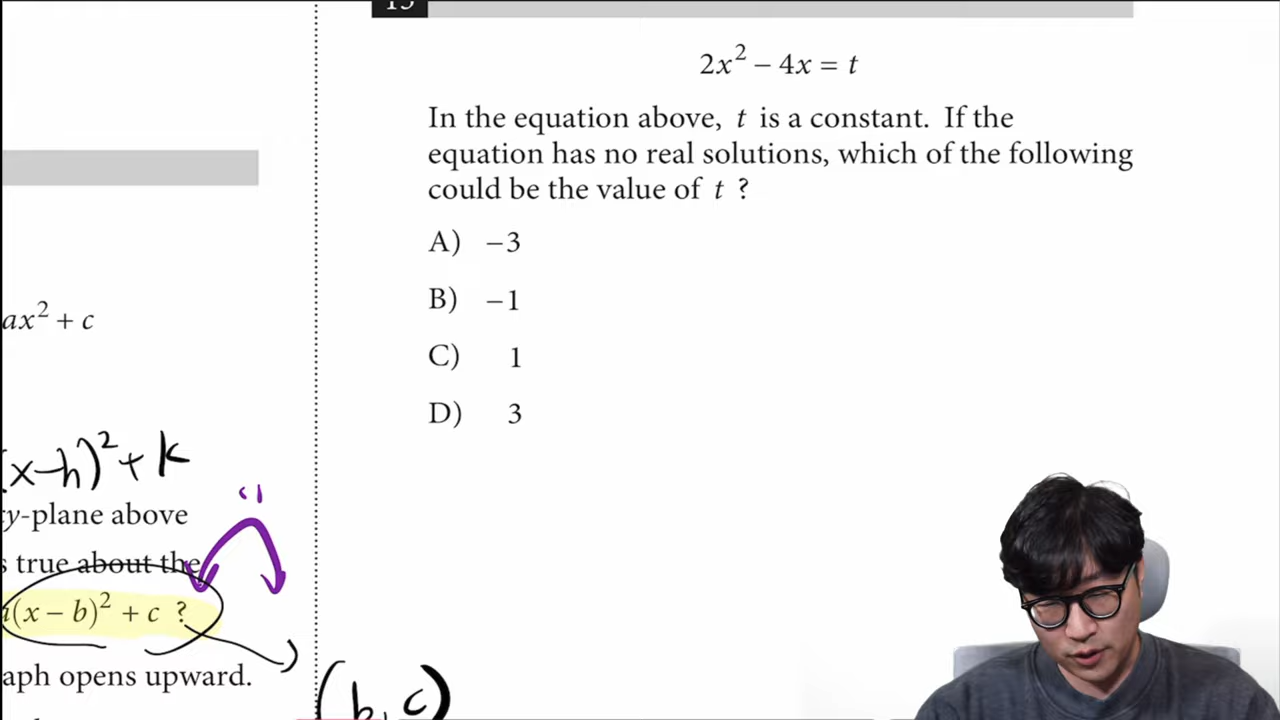 15
2x² − 4x = t
In the equation above, t is a constant. If the
equation has no real solutions, which of the following
could be the value of t ?
A) −3
B) −1
C) 1
D) 3
ax² + c
(x−h)² + k
y-plane above
s true about the
(x − b)² + c ?
aph opens upward.
(b, c)